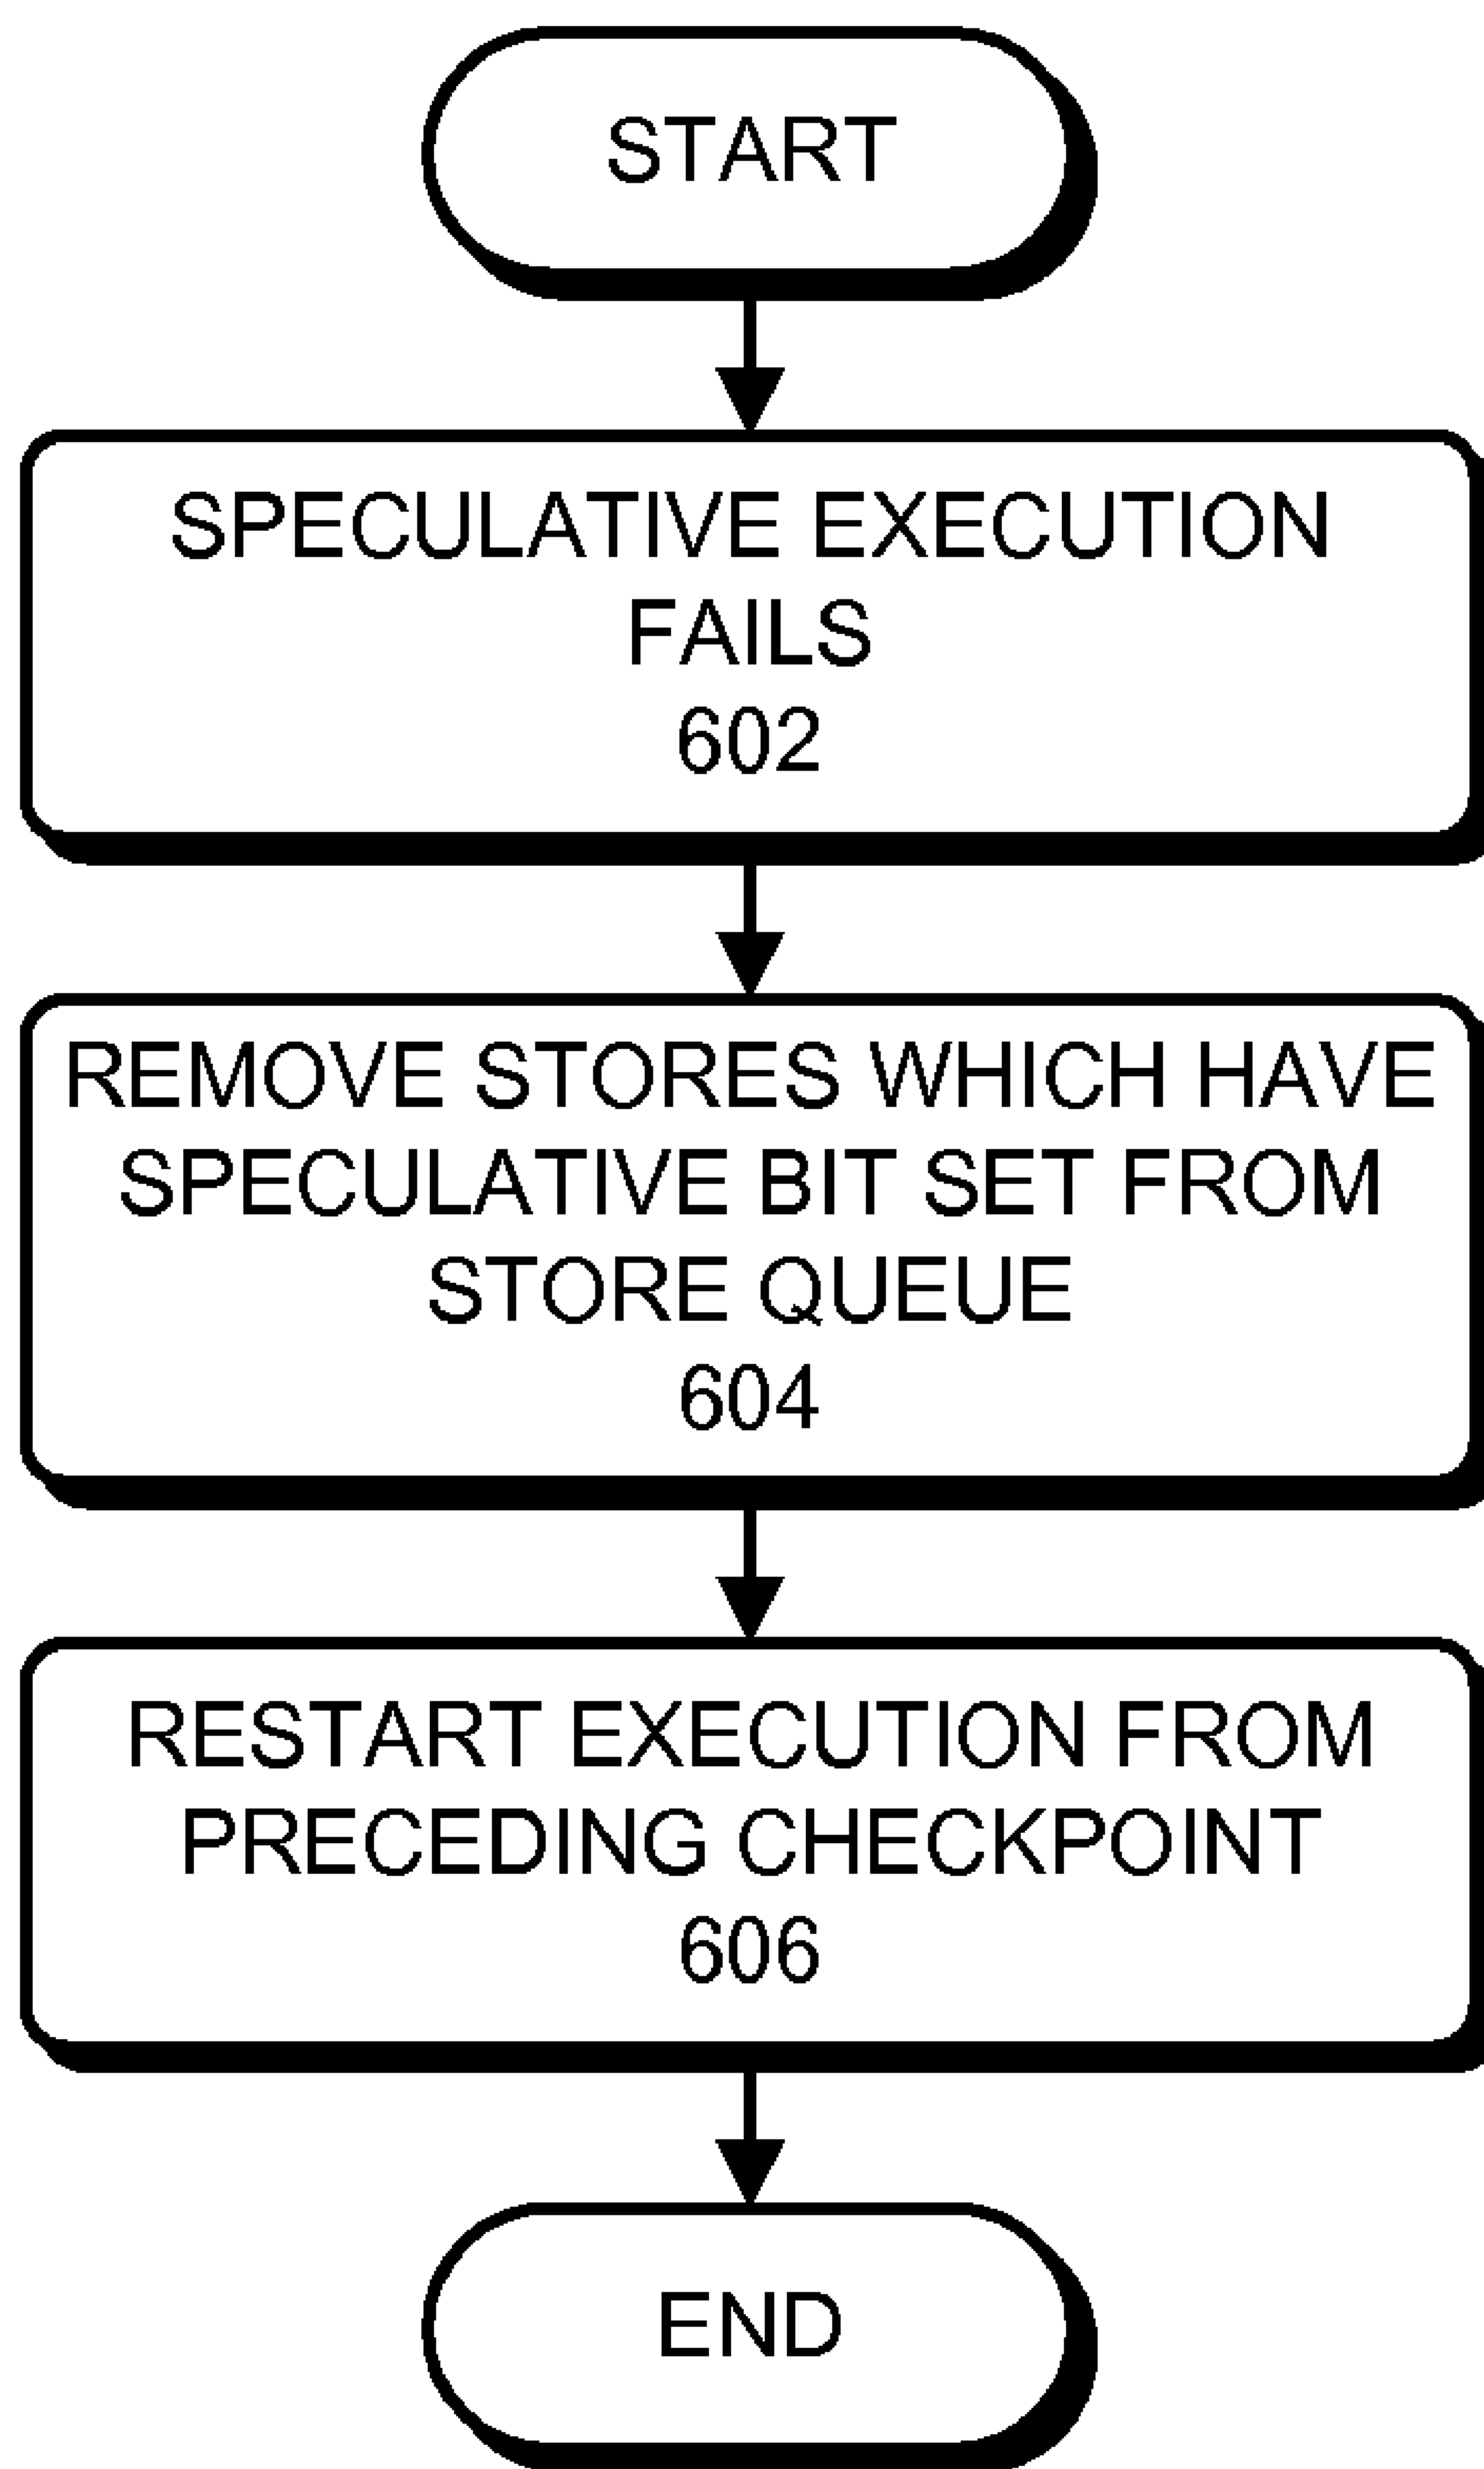 START
SPECULATIVE EXECUTION
FAILS
602
REMOVE STORES WHICH HAVE
SPECULATIVE BIT SET FROM
STORE QUEUE
604
RESTART EXECUTION FROM
PRECEDING CHECKPOINT
606
END